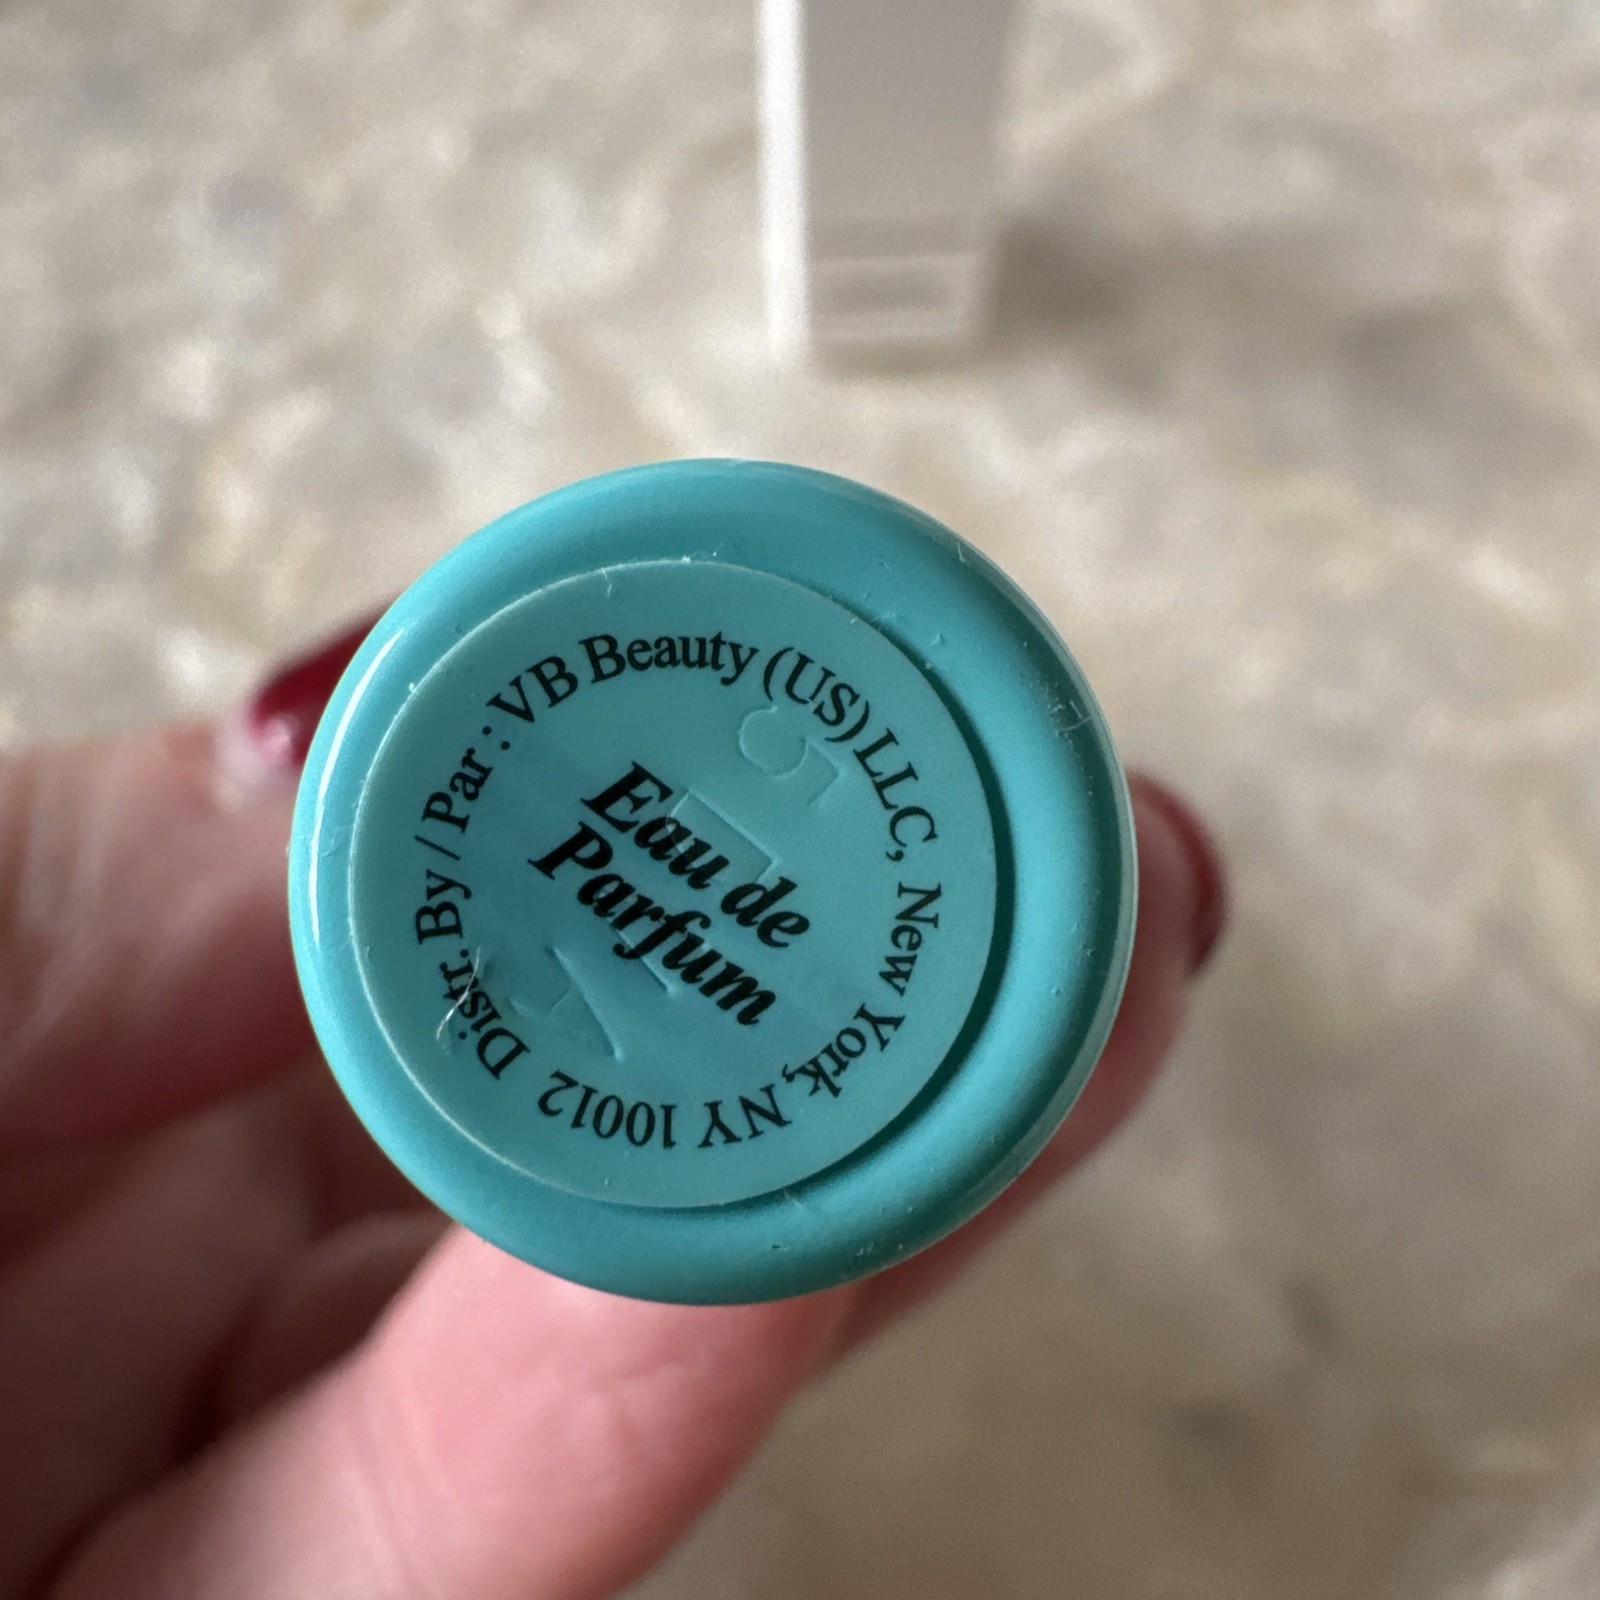 Distr. By / Par : VB Beauty (US) LLC, New York, NY 10012
Eau de
Parfum